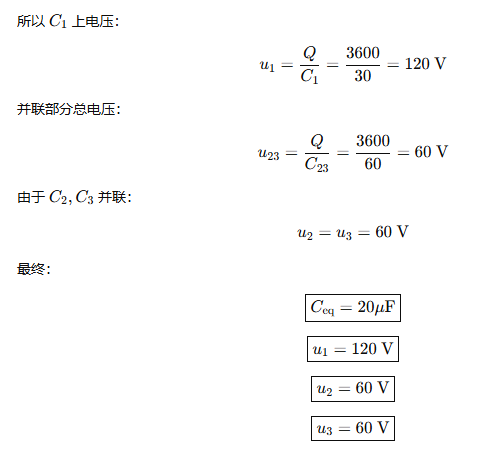 所以 C₁ 上电压：
u₁ = Q/C₁ = 3600/30 = 120 V
并联部分总电压：
u₂₃ = Q/C₂₃ = 3600/60 = 60 V
由于 C₂, C₃ 并联：
u₂ = u₃ = 60 V
最终：
C_eq = 20μF
u₁ = 120 V
u₂ = 60 V
u₃ = 60 V